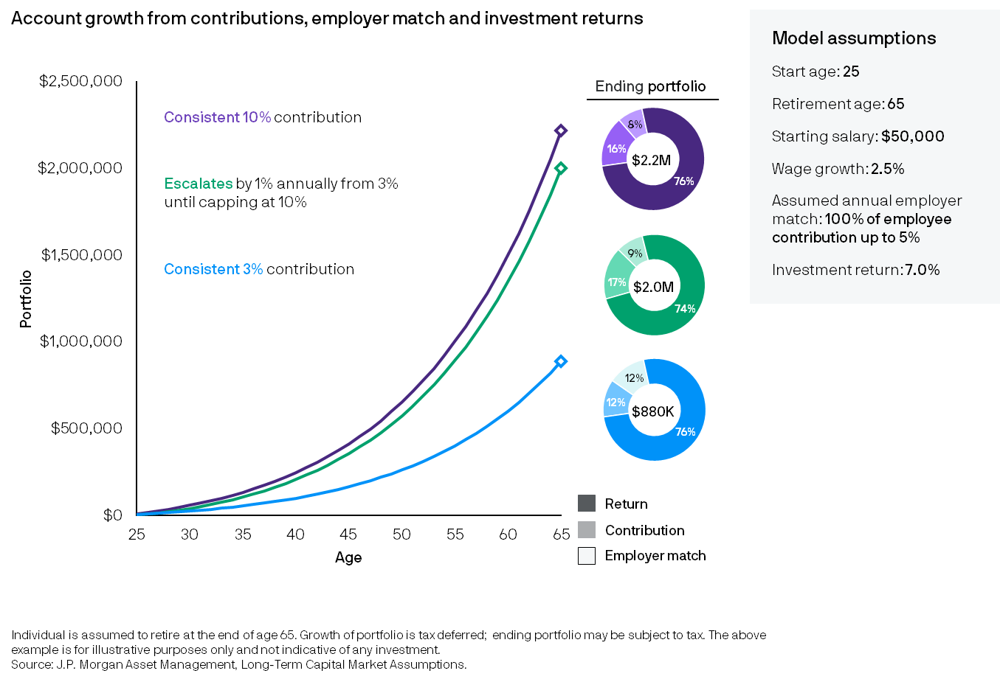 Account growth from contributions, employer match and investment returns
Model assumptions
Start age: 25
Retirement age: 65
Starting salary: $50,000
Wage growth: 2.5%
Assumed annual employer
match: 100% of employee
contribution up to 5%
Investment return: 7.0%
Portfolio
$2,500,000
$2,000,000
$1,500,000
$1,000,000
$500,000
$0
Consistent 10% contribution
Escalates by 1% annually from 3%
until capping at 10%
Consistent 3% contribution
25 30 35 40 45 50 55 60 65
Age
Ending portfolio
8%
16%
$2.2M
76%
9%
17%
$2.0M
74%
12%
12%
$880K
76%
Return
Contribution
Employer match
Individual is assumed to retire at the end of age 65. Growth of portfolio is tax deferred; ending portfolio may be subject to tax. The above
example is for illustrative purposes only and not indicative of any investment.
Source: J.P. Morgan Asset Management, Long-Term Capital Market Assumptions.